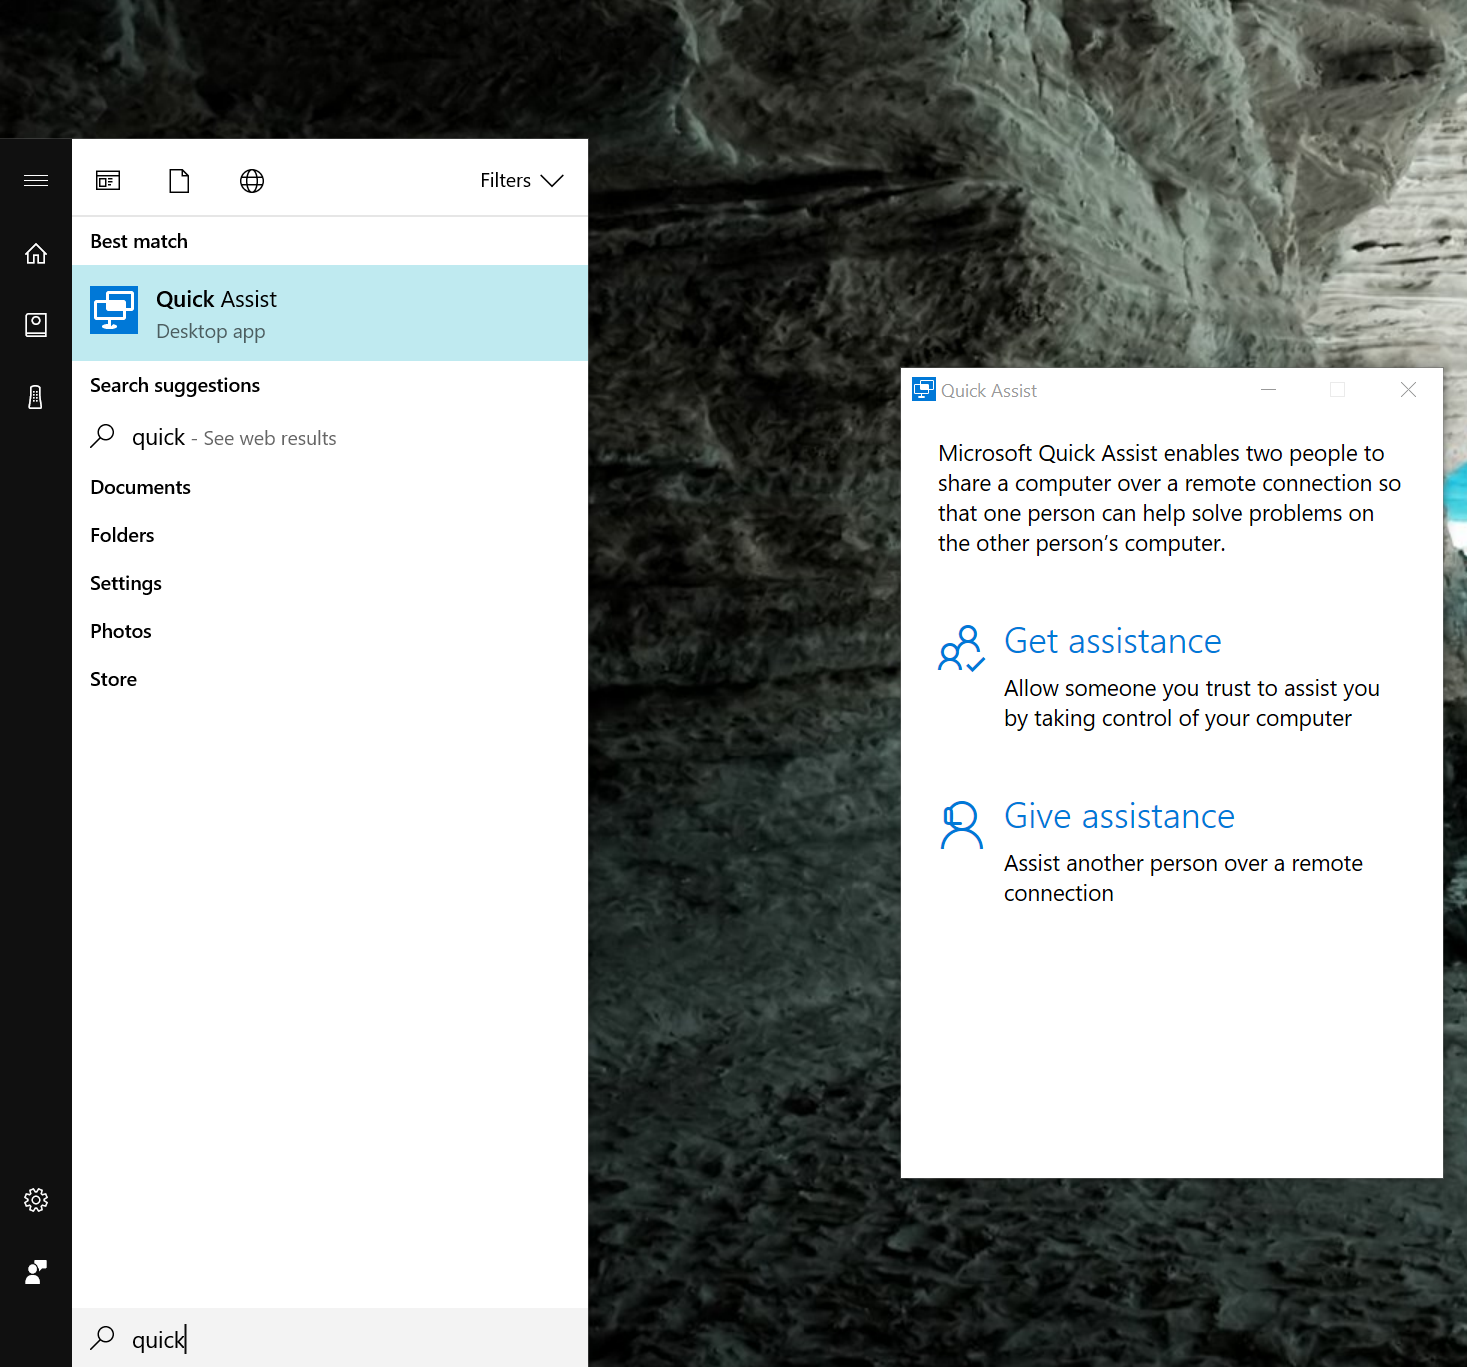 Filters
Best match
Quick Assist
Desktop app
Search suggestions
quick - See web results
Documents
Folders
Settings
Photos
Store
quick
Quick Assist
Microsoft Quick Assist enables two people to
share a computer over a remote connection so
that one person can help solve problems on
the other person’s computer.
Get assistance
Allow someone you trust to assist you
by taking control of your computer
Give assistance
Assist another person over a remote
connection